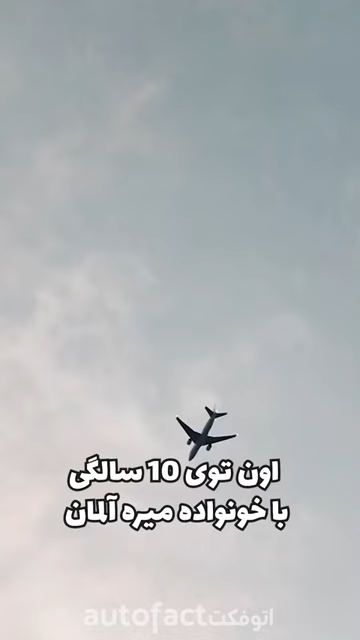 اون توی 10 سالگی
با خونواده میره آلمان
autofact اتوفکت